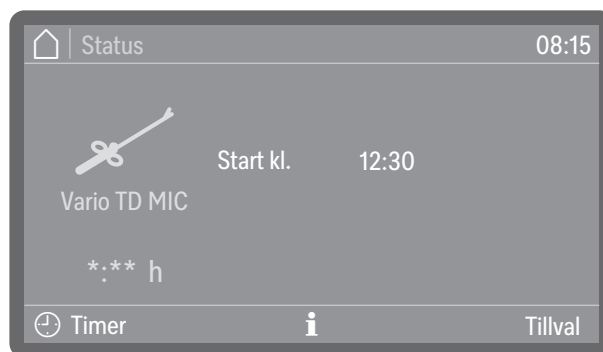 Status 08:15
Start kl. 12:30
Vario TD MIC
*:** h
Timer i Tillval